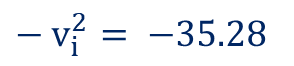 − v_i^2 = −35.28